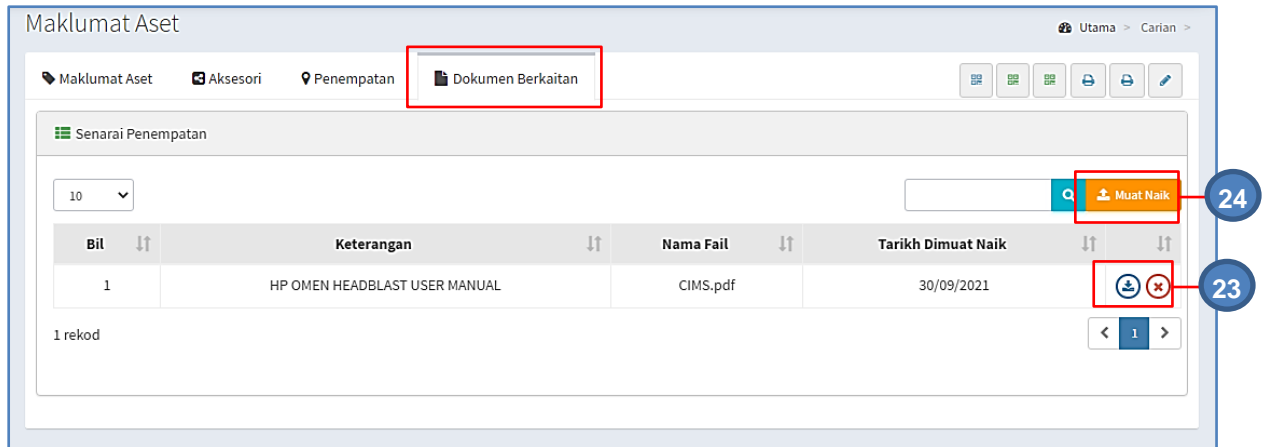 Maklumat Aset
Utama > Carian >
Maklumat Aset Aksesori Penempatan Dokumen Berkaitan
Senarai Penempatan
10
Muat Naik
24
Bil Keterangan Nama Fail Tarikh Dimuat Naik
1 HP OMEN HEADBLAST USER MANUAL CIMS.pdf 30/09/2021
23
1 rekod
< 1 >